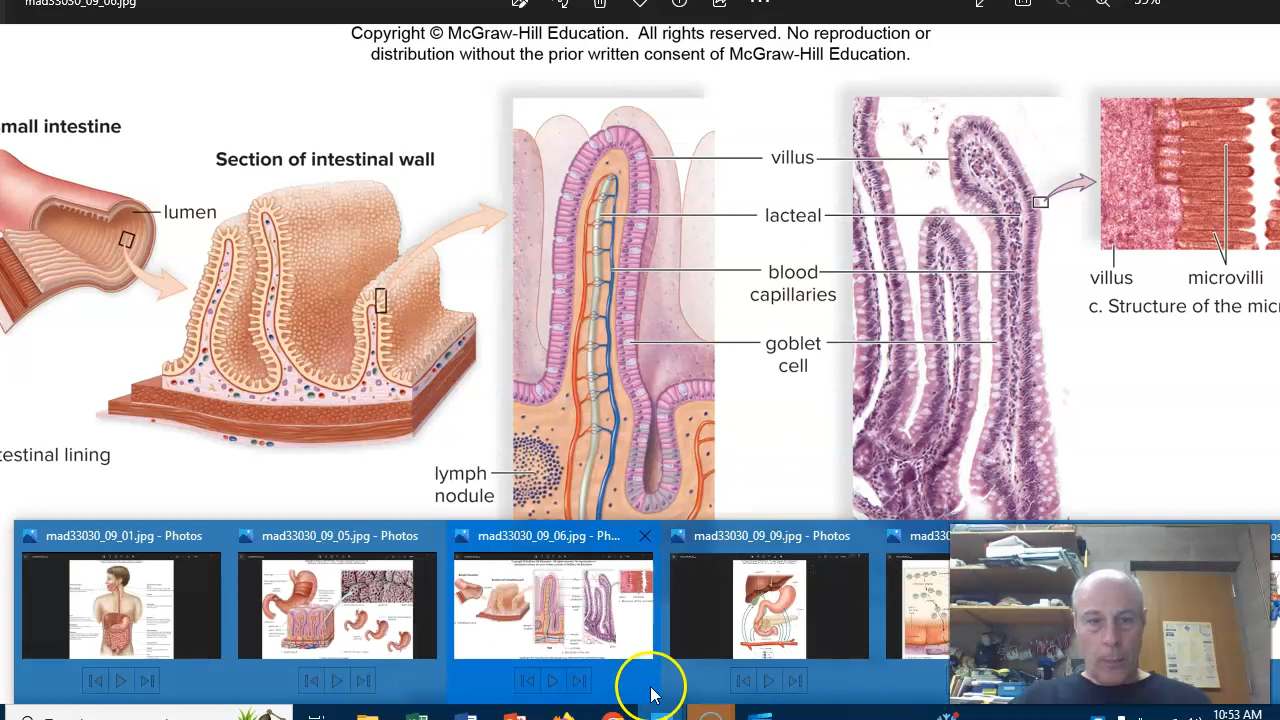 mad33030_09_06.jpg
59%
Copyright © McGraw-Hill Education. All rights reserved. No reproduction or
distribution without the prior written consent of McGraw-Hill Education.
mall intestine
Section of intestinal wall
lumen
villus
lacteal
blood
capillaries
goblet
cell
villus
microvilli
c. Structure of the mic
testinal lining
lymph
nodule
mad33030_09_01.jpg - Photos
mad33030_09_05.jpg - Photos
mad33030_09_06.jpg - Ph...
mad33030_09_09.jpg - Photos
mad330
10:53 AM